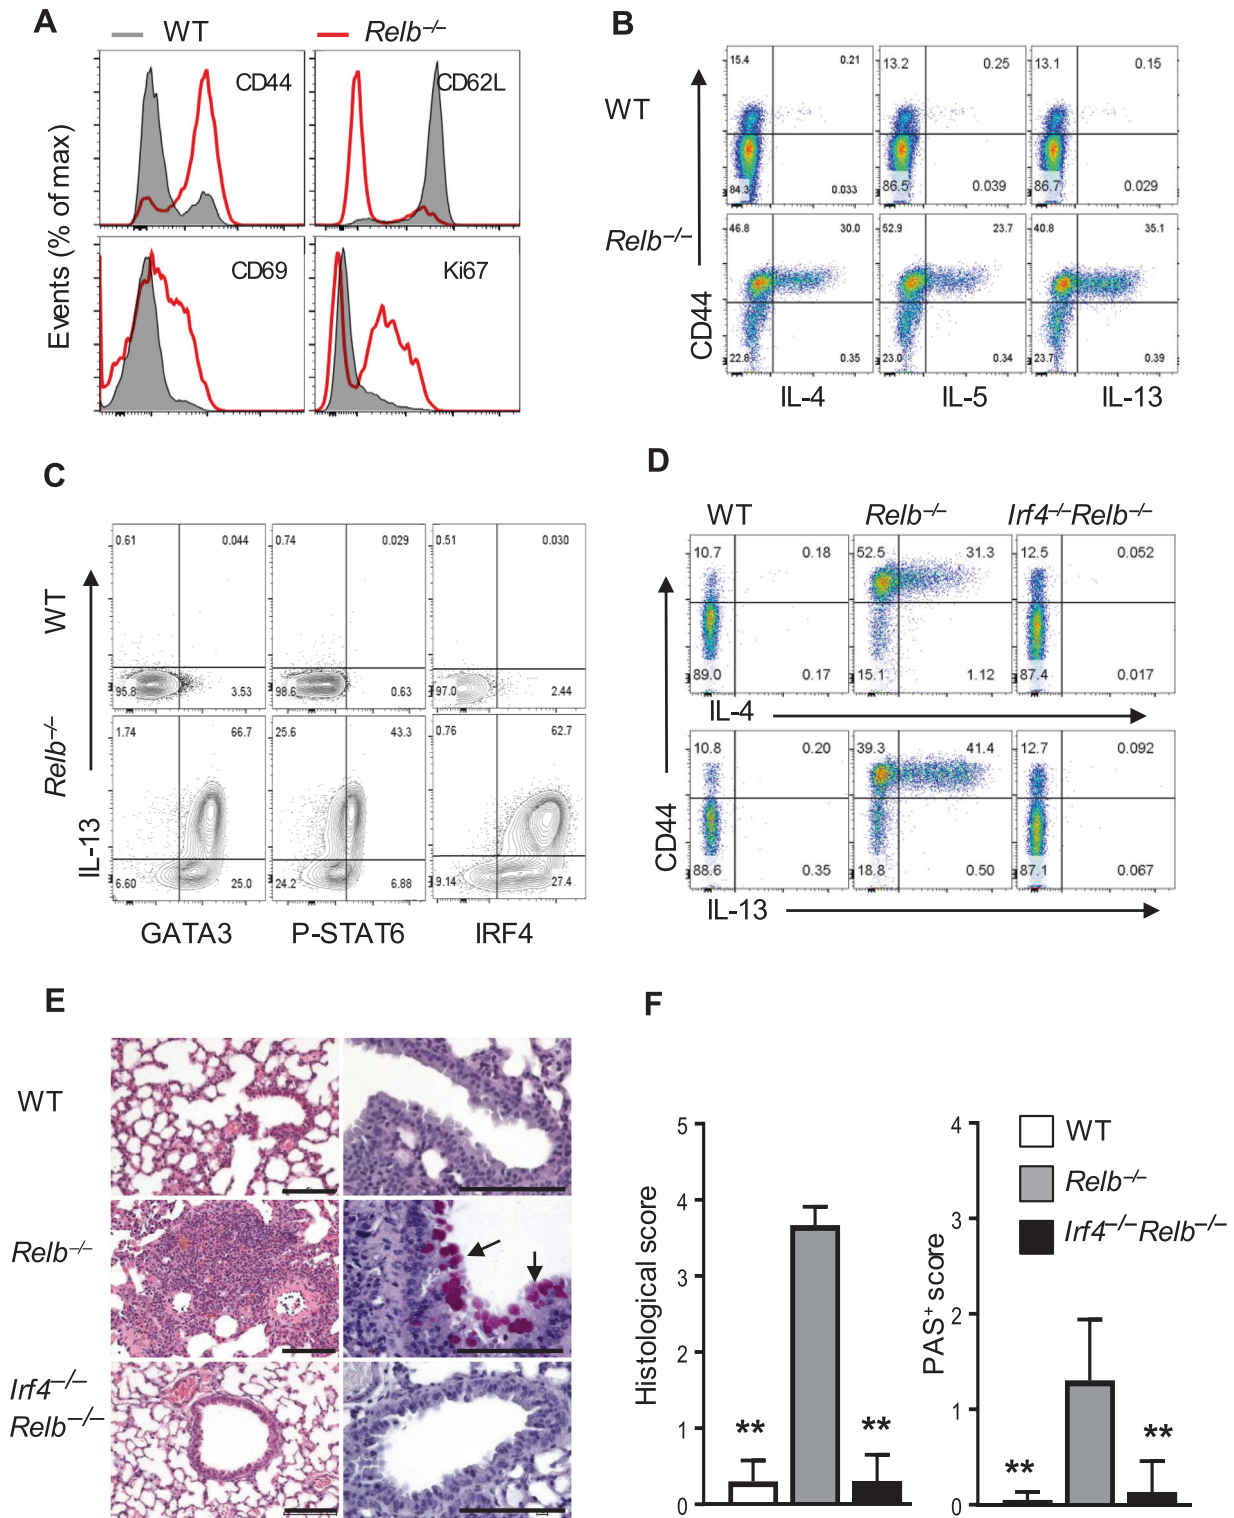 A
WT
Relb–/–
CD44
CD62L
CD69
Ki67
Events (% of max)
B
WT
Relb–/–
15.4 0.21
84.3 0.033
13.2 0.25
86.5 0.039
13.1 0.15
86.7 0.029
46.8 30.0
22.8 0.35
52.9 23.7
23.0 0.34
40.8 35.1
23.7 0.39
CD44
IL-4
IL-5
IL-13
C
WT
Relb–/–
0.61 0.044
95.8 3.53
0.74 0.029
98.6 0.63
0.51 0.030
97.0 2.44
1.74 66.7
6.60 25.0
25.6 43.3
24.2 6.88
0.76 62.7
9.14 27.4
IL-13
GATA3
P-STAT6
IRF4
D
WT
Relb–/–
Irf4–/–Relb–/–
10.7 0.18
89.0 0.17
52.5 31.3
15.1 1.12
12.5 0.052
87.4 0.017
IL-4
10.8 0.20
88.6 0.35
39.3 41.4
18.8 0.50
12.7 0.092
87.1 0.067
CD44
IL-13
E
WT
Relb–/–
Irf4–/–
Relb–/–
F
Histological score
5
4
3
2
1
0
**
**
PAS+ score
4
3
2
1
0
**
**
WT
Relb–/–
Irf4–/–Relb–/–